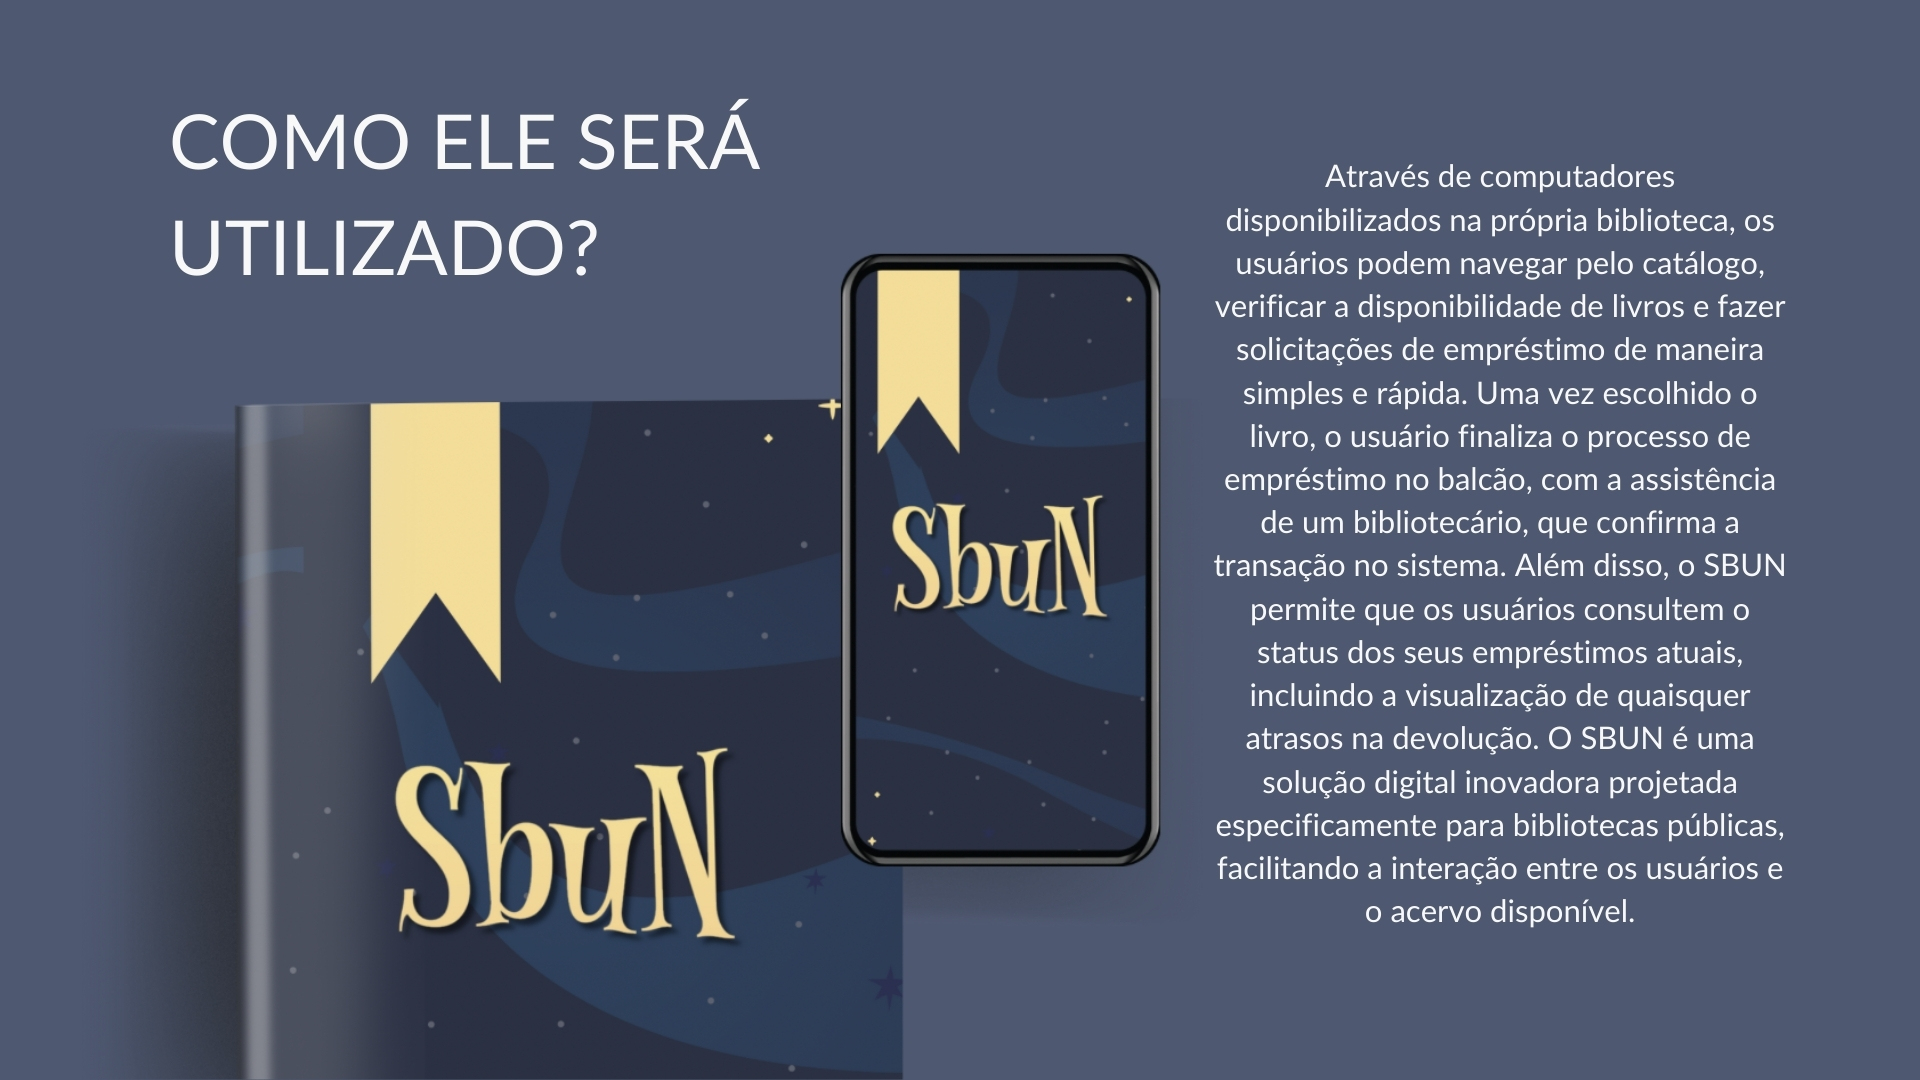 COMO ELE SERÁ
UTILIZADO?
SbuN
SbuN
Através de computadores
disponibilizados na própria biblioteca, os
usuários podem navegar pelo catálogo,
verificar a disponibilidade de livros e fazer
solicitações de empréstimo de maneira
simples e rápida. Uma vez escolhido o
livro, o usuário finaliza o processo de
empréstimo no balcão, com a assistência
de um bibliotecário, que confirma a
transação no sistema. Além disso, o SBUN
permite que os usuários consultem o
status dos seus empréstimos atuais,
incluindo a visualização de quaisquer
atrasos na devolução. O SBUN é uma
solução digital inovadora projetada
especificamente para bibliotecas públicas,
facilitando a interação entre os usuários e
o acervo disponível.